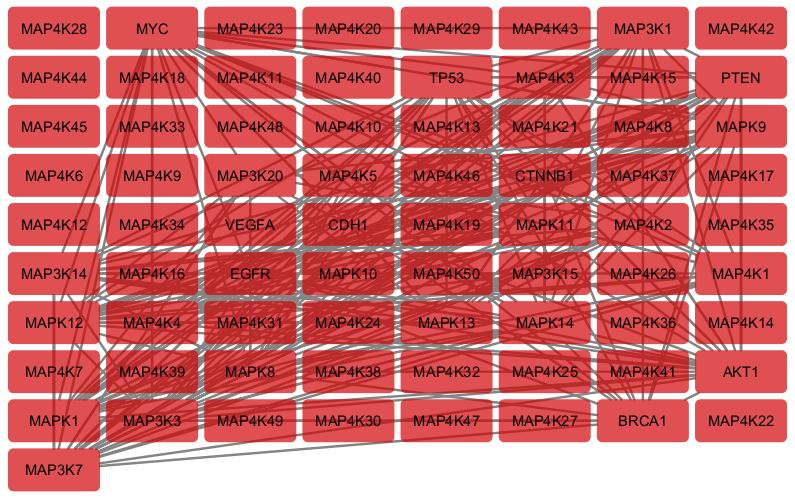 MAP4K28 MYC MAP4K23 MAP4K20 MAP4K29 MAP4K43 MAP3K1 MAP4K42
MAP4K44 MAP4K18 MAP4K11 MAP4K40 TP53 MAP4K3 MAP4K15 PTEN
MAP4K45 MAP4K33 MAP4K48 MAP4K10 MAP4K13 MAP4K21 MAP4K8 MAPK9
MAP4K6 MAP4K9 MAP3K20 MAP4K5 MAP4K46 CTNNB1 MAP4K37 MAP4K17
MAP4K12 MAP4K34 VEGFA CDH1 MAP4K19 MAPK11 MAP4K2 MAP4K35
MAP3K14 MAP4K16 EGFR MAPK10 MAP4K50 MAP3K15 MAP4K26 MAP4K1
MAPK12 MAP4K4 MAP4K31 MAP4K24 MAPK13 MAPK14 MAP4K36 MAP4K14
MAP4K7 MAP4K39 MAPK8 MAP4K38 MAP4K32 MAP4K25 MAP4K41 AKT1
MAPK1 MAP3K3 MAP4K49 MAP4K30 MAP4K47 MAP4K27 BRCA1 MAP4K22
MAP3K7